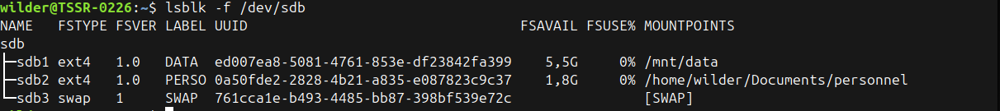 wilder@TSSR-0226:~$ lsblk -f /dev/sdb
NAME FSTYPE FSVER LABEL UUID FSAVAIL FSUSE% MOUNTPOINTS
sdb
├─sdb1 ext4 1.0 DATA ed007ea8-5081-4761-853e-df23842fa399 5,5G 0% /mnt/data
├─sdb2 ext4 1.0 PERSO 0a50fde2-2828-4b21-a835-e087823c9c37 1,8G 0% /home/wilder/Documents/personnel
└─sdb3 swap 1 SWAP 761cca1e-b493-4485-bb87-398bf539e72c [SWAP]